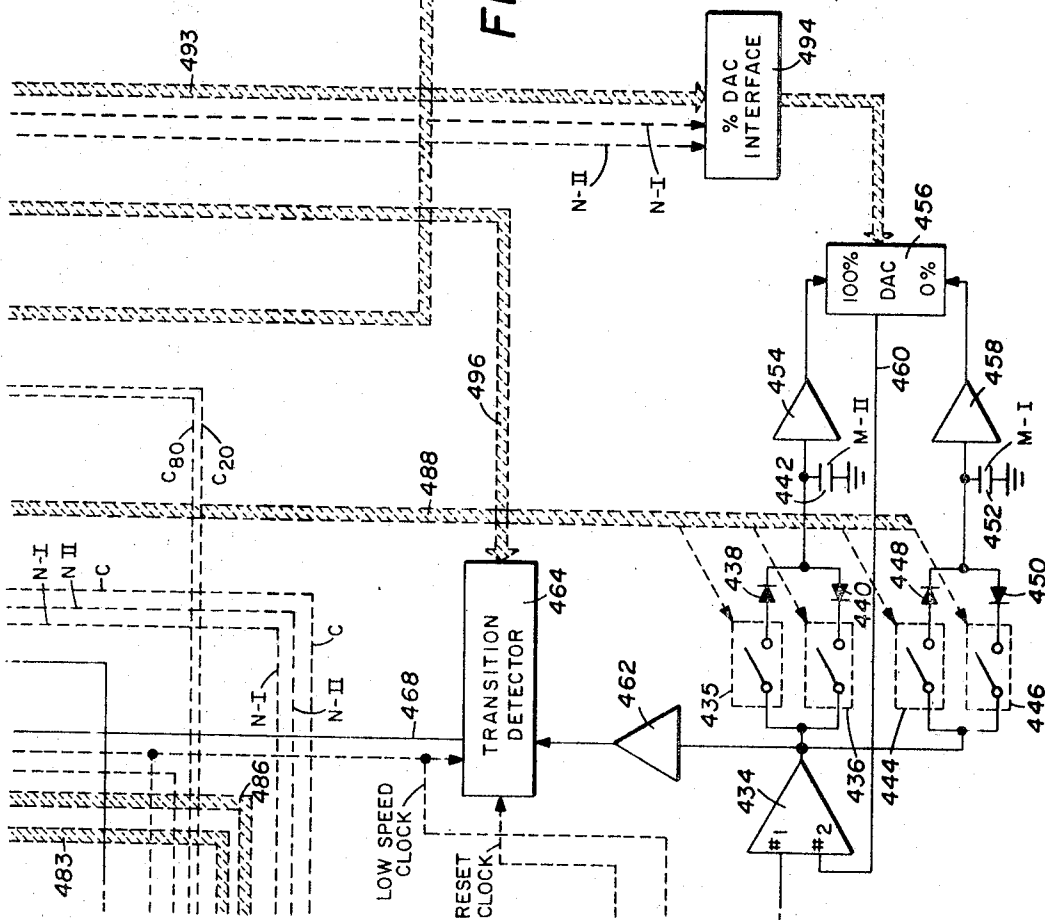 FI
493
% DAC
INTERFACE
494
N-II
N-I
100%
DAC
0%
456
496
454
460
458
C80
C20
488
442
M-II
M-I
452
N-I
N II
C
TRANSITION
DETECTOR
464
438
440
448
450
N-I
N-II
C
468
462
435
436
444
446
486
483
LOW SPEED
CLOCK
RESET
CLOCK
434
#1
#2